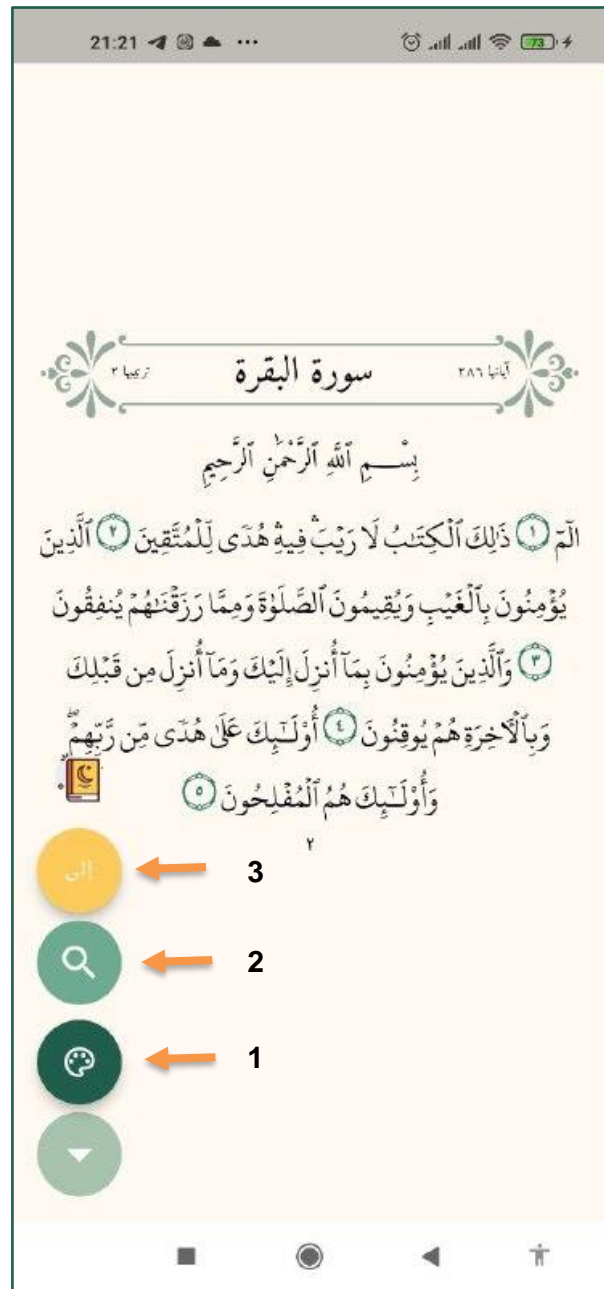 21:21
73
آياتها ٢٨٦ سورة البقرة ترتيبها ٢
بِسْمِ ٱللَّهِ ٱلرَّحْمَٰنِ ٱلرَّحِيمِ
الٓمٓ ١ ذَٰلِكَ ٱلْكِتَٰبُ لَا رَيْبَۛ فِيهِۛ هُدًى لِّلْمُتَّقِينَ ٢ ٱلَّذِينَ
يُؤْمِنُونَ بِٱلْغَيْبِ وَيُقِيمُونَ ٱلصَّلَوٰةَ وَمِمَّا رَزَقْنَٰهُمْ يُنفِقُونَ
٣ وَٱلَّذِينَ يُؤْمِنُونَ بِمَآ أُنزِلَ إِلَيْكَ وَمَآ أُنزِلَ مِن قَبْلِكَ
وَبِٱلْءَاخِرَةِ هُمْ يُوقِنُونَ ٤ أُو۟لَٰٓئِكَ عَلَىٰ هُدًى مِّن رَّبِّهِمْۖ
وَأُو۟لَٰٓئِكَ هُمُ ٱلْمُفْلِحُونَ ٥
٢
إلى
3
2
1